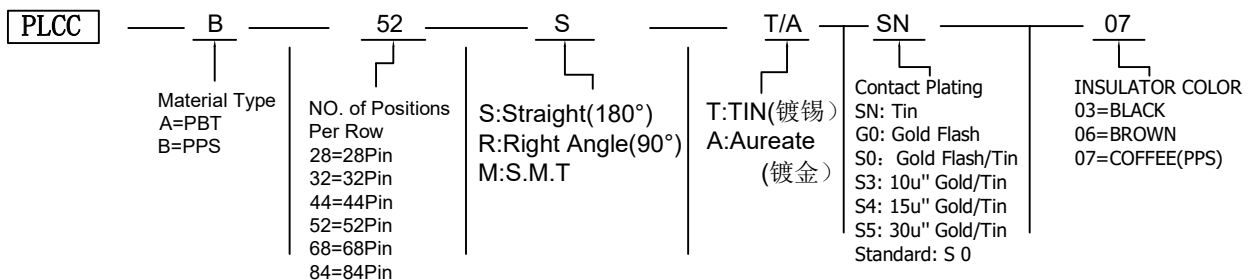 PLCC B 52 S T/A SN 07
Material Type
A=PBT
B=PPS
NO. of Positions
Per Row
28=28Pin
32=32Pin
44=44Pin
52=52Pin
68=68Pin
84=84Pin
S:Straight(180°)
R:Right Angle(90°)
M:S.M.T
T:TIN(镀锡）
A:Aureate
(镀金）
Contact Plating
SN: Tin
G0: Gold Flash
S0： Gold Flash/Tin
S3: 10u" Gold/Tin
S4: 15u" Gold/Tin
S5: 30u" Gold/Tin
Standard: S 0
INSULATOR COLOR
03=BLACK
06=BROWN
07=COFFEE(PPS)